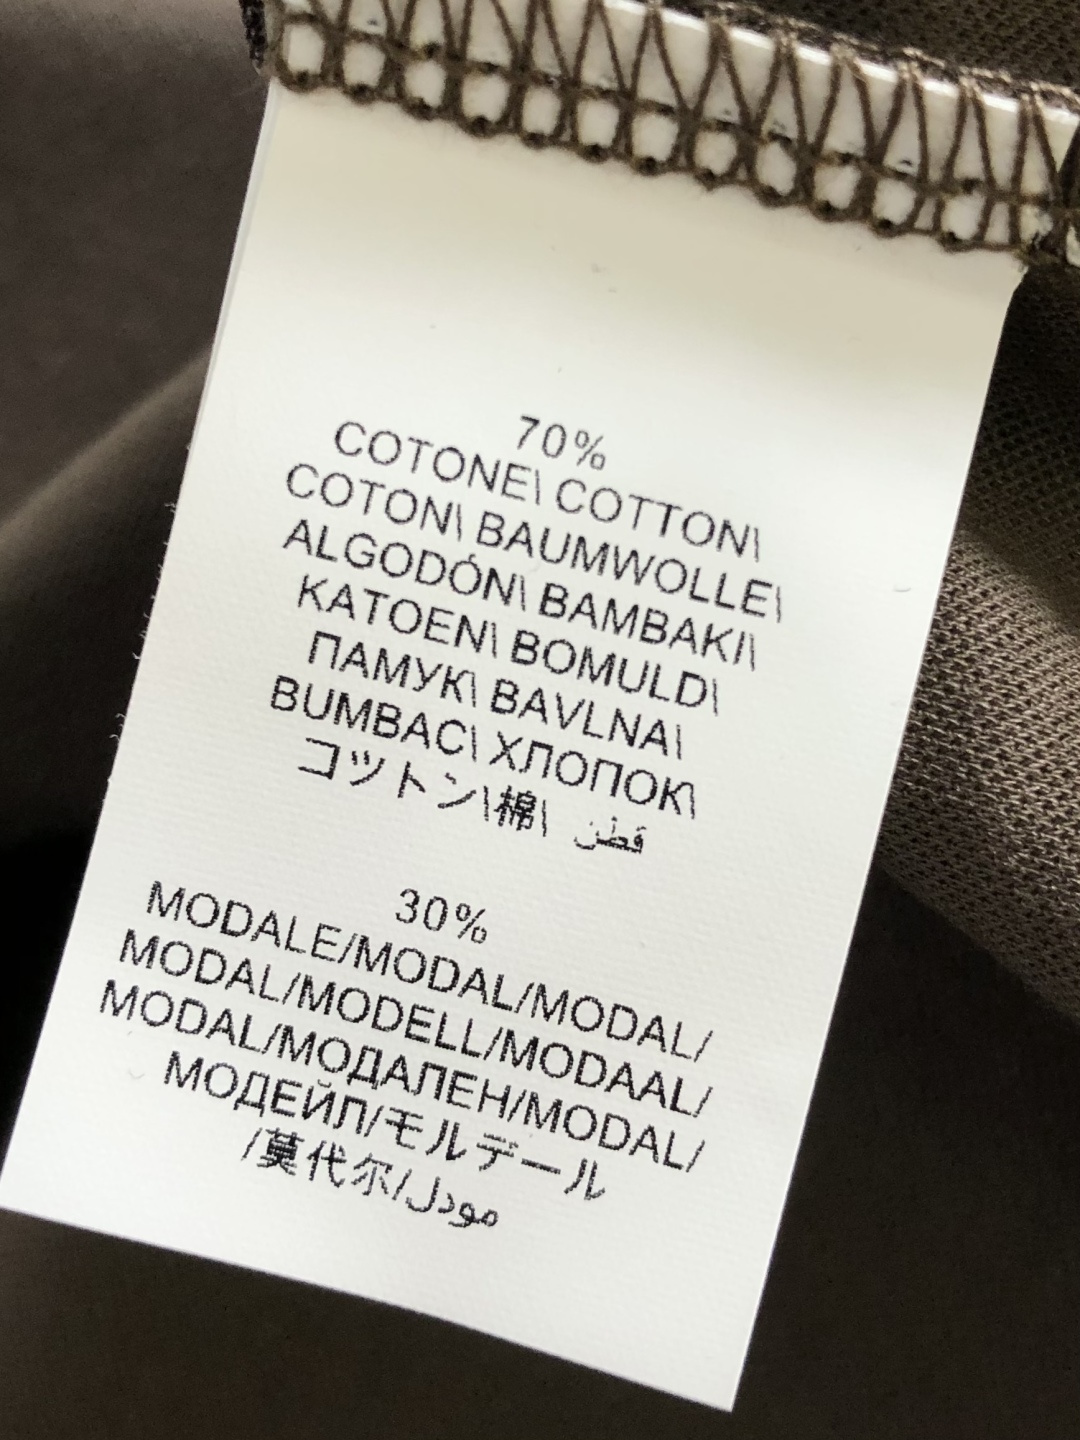 70%
COTONE\ COTTON\
COTON\ BAUMWOLLE\
ALGODÓN\ BAMBAKI\
KATOEN\ BOMULD\
ПАМУК\ BAVLNA\
BUMBAC\ ХЛОПОК\
コツトン\棉\ قطن
30%
MODALE/MODAL/MODAL/
MODAL/MODELL/MODAAL/
MODAL/МОДАЛЕН/MODAL/
МОДЕЙЛ/モルデール
/莫代尔/مودل